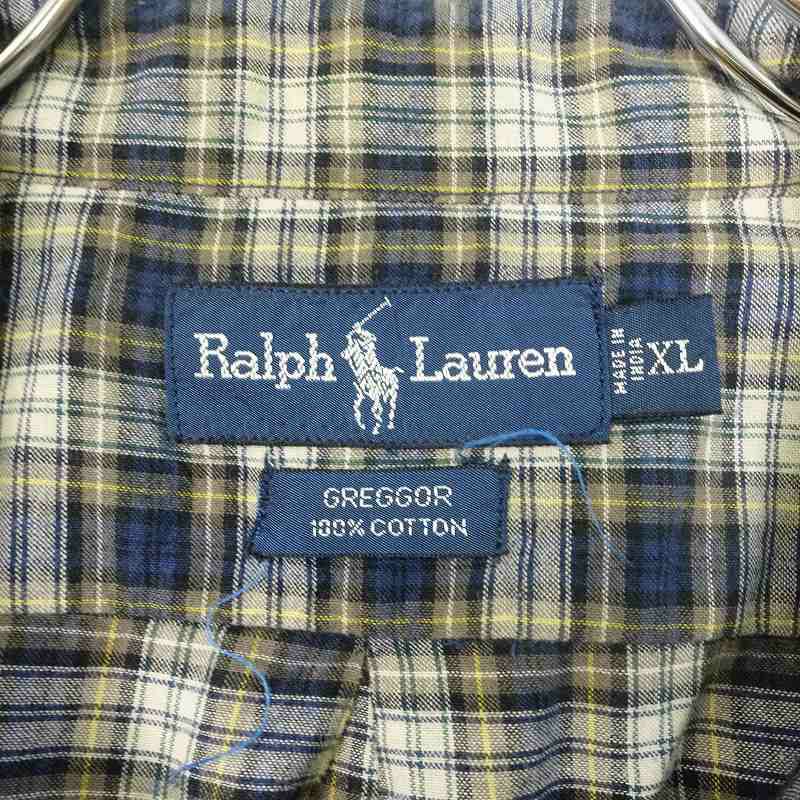 Ralph Lauren
MADE IN
INDIA
XL
GREGGOR
100% COTTON